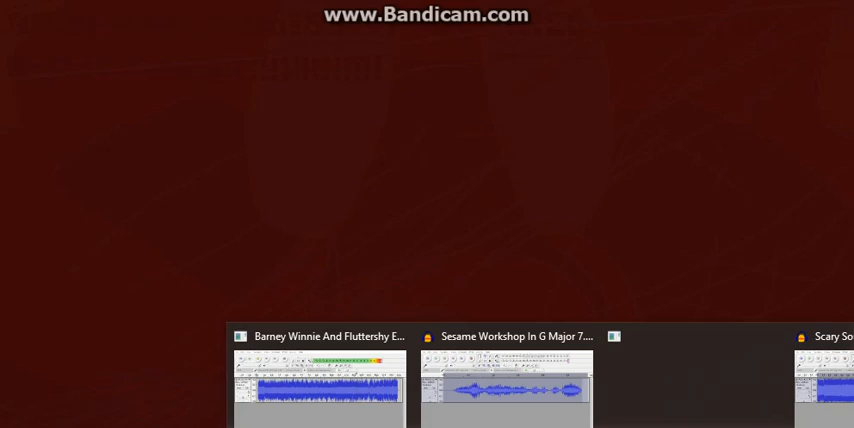 www.Bandicam.com
Barney Winnie And Fluttershy E...
Sesame Workshop In G Major 7....
Scary So